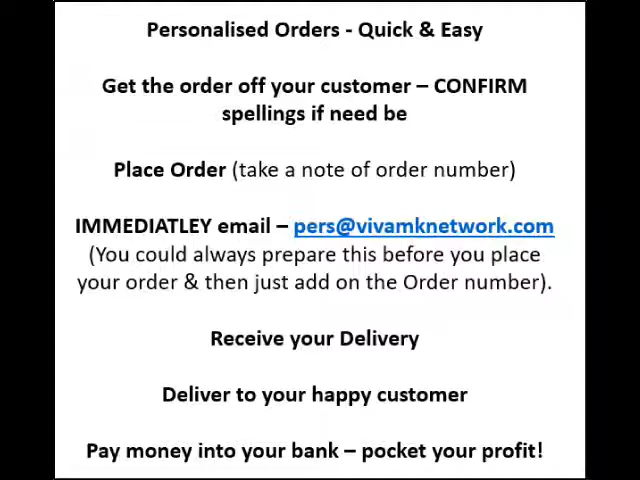 Personalised Orders - Quick & Easy
Get the order off your customer – CONFIRM
spellings if need be
Place Order (take a note of order number)
IMMEDIATLEY email – pers@vivamknetwork.com
(You could always prepare this before you place
your order & then just add on the Order number).
Receive your Delivery
Deliver to your happy customer
Pay money into your bank – pocket your profit!